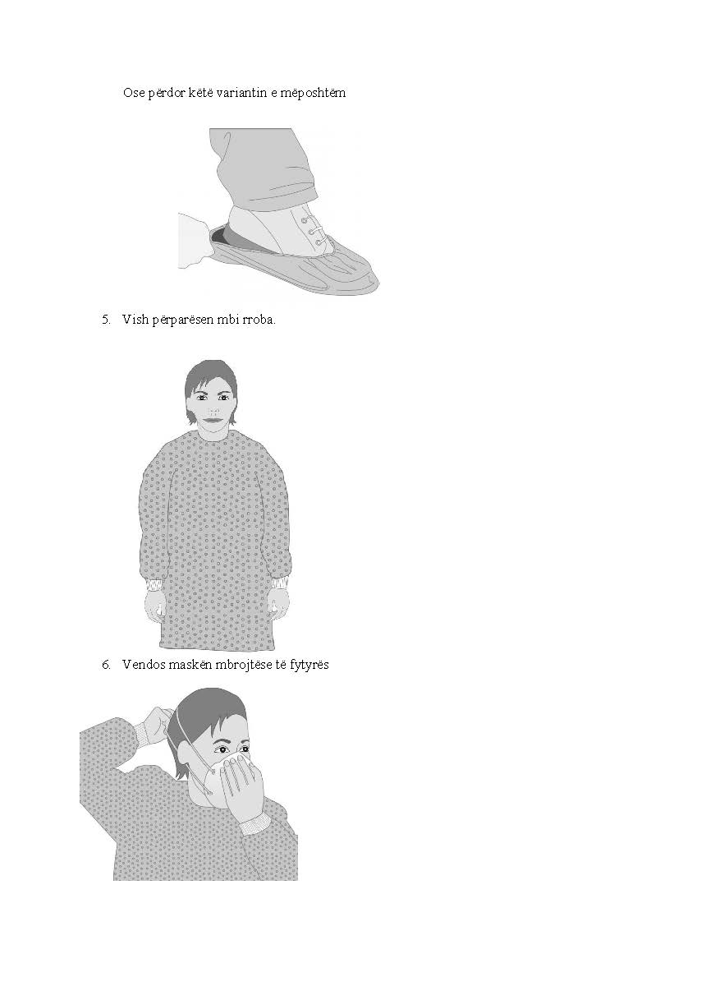 Ose përdor këtë variantin e mëposhtëm
5. Vish përparësen mbi rroba.
6. Vendos maskën mbrojtëse të fytyrës